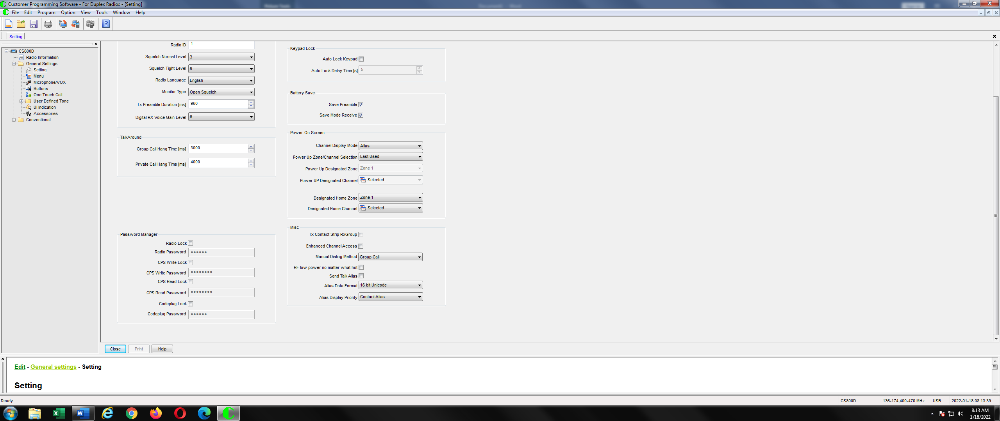 Customer Programming Software - For Duplex Radios - [Setting]
File Edit Program Option View Tools Window Help
Setting
CS800D
Radio Information
General Settings
Setting
Menu
Microphone/VOX
Buttons
One Touch Call
User Defined Tone
UI Indication
Accessories
Conventional
Radio ID 1
Squelch Normal Level 3
Squelch Tight Level 9
Radio Language English
Monitor Type Open Squelch
Tx Preamble Duration [ms] 960
Digital RX Voice Gain Level 6
TalkAround
Group Call Hang Time [ms] 3000
Private Call Hang Time [ms] 4000
Password Manager
Radio Lock
Radio Password ••••••
CPS Write Lock
CPS Write Password ••••••••
CPS Read Lock
CPS Read Password ••••••••
Codeplug Lock
Codeplug Password ••••••
Keypad Lock
Auto Lock Keypad
Auto Lock Delay Time [s] 5
Battery Save
Save Preamble
Save Mode Receive
Power-On Screen
Channel Display Mode Alias
Power Up Zone/Channel Selection Last Used
Power Up Designated Zone Zone 1
Power UP Designated Channel Selected
Designated Home Zone Zone 1
Designated Home Channel Selected
Misc
Tx Contact Strip RxGroup
Enhanced Channel Access
Manual Dialing Method Group Call
RF low power no matter what hot
Send Talk Alias
Alias Data Format 16 bit Unicode
Alias Display Priority Contact Alias
Close Print Help
Edit - General settings - Setting
Setting
Ready CS800D 136-174,400-470 MHz USB 2022-01-18 08:13:39
8:13 AM
1/18/2022